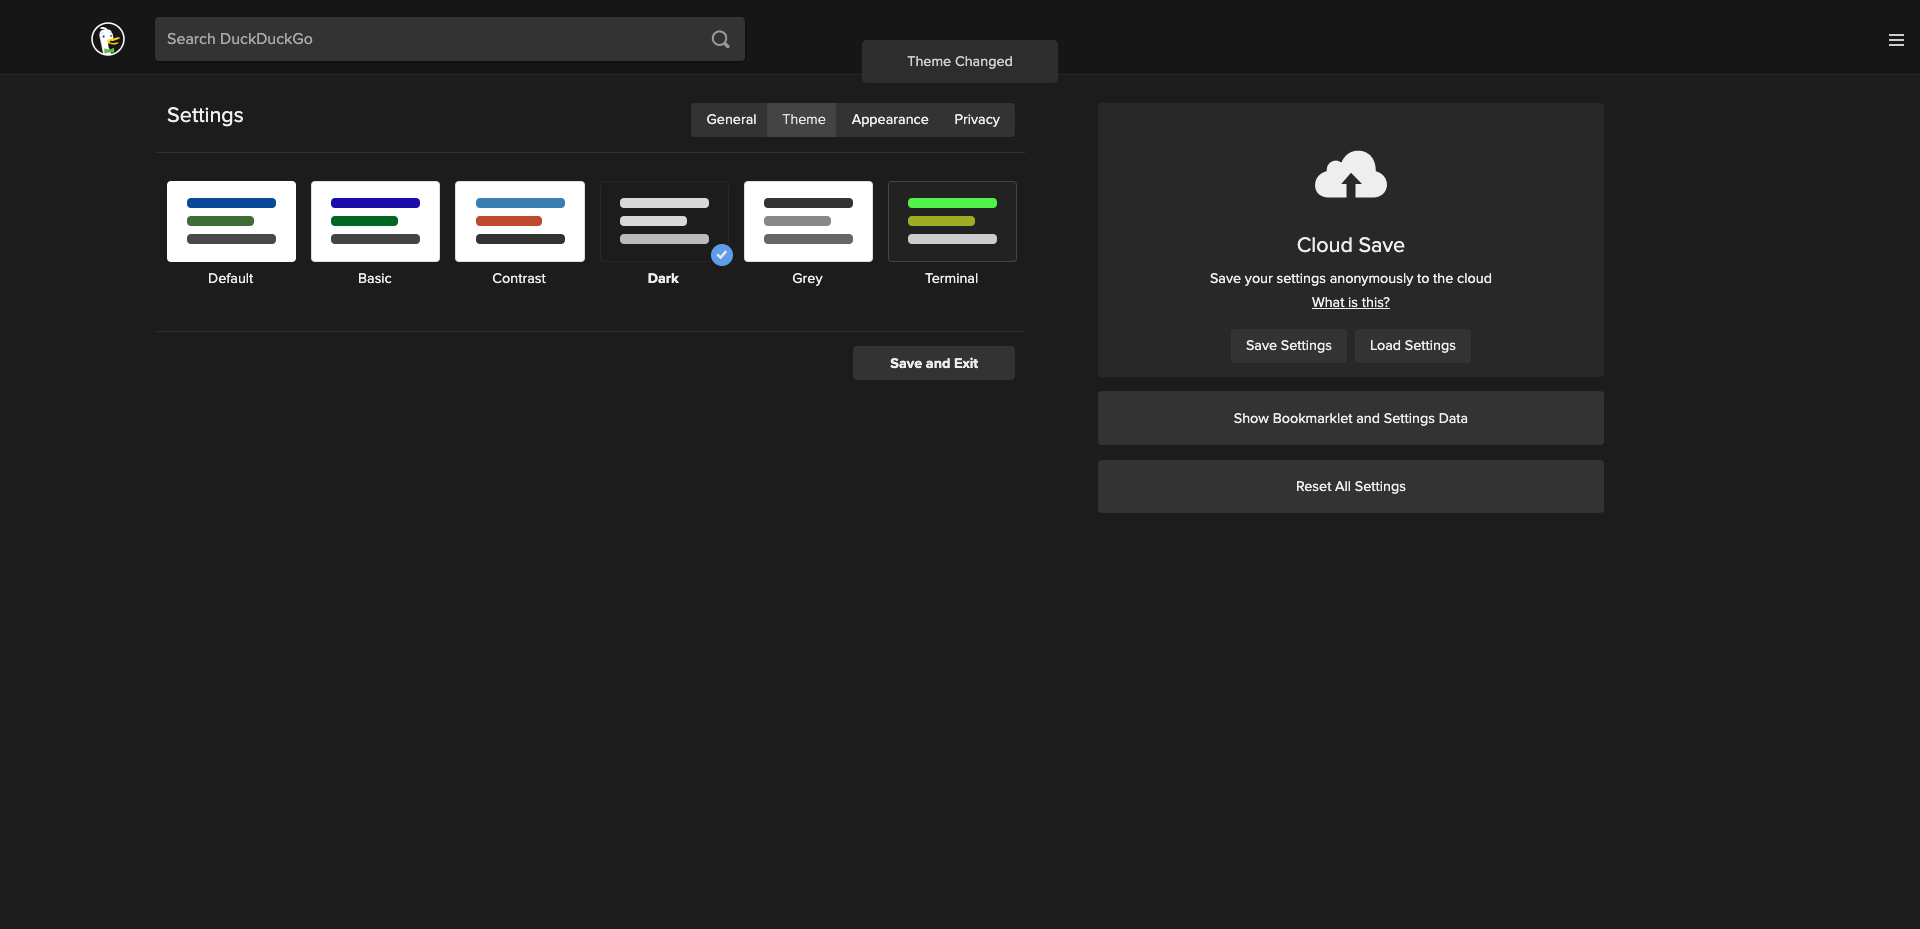 Search DuckDuckGo
Theme Changed
Settings
General Theme Appearance Privacy
Default Basic Contrast Dark Grey Terminal
Save and Exit
Cloud Save
Save your settings anonymously to the cloud
What is this?
Save Settings Load Settings
Show Bookmarklet and Settings Data
Reset All Settings